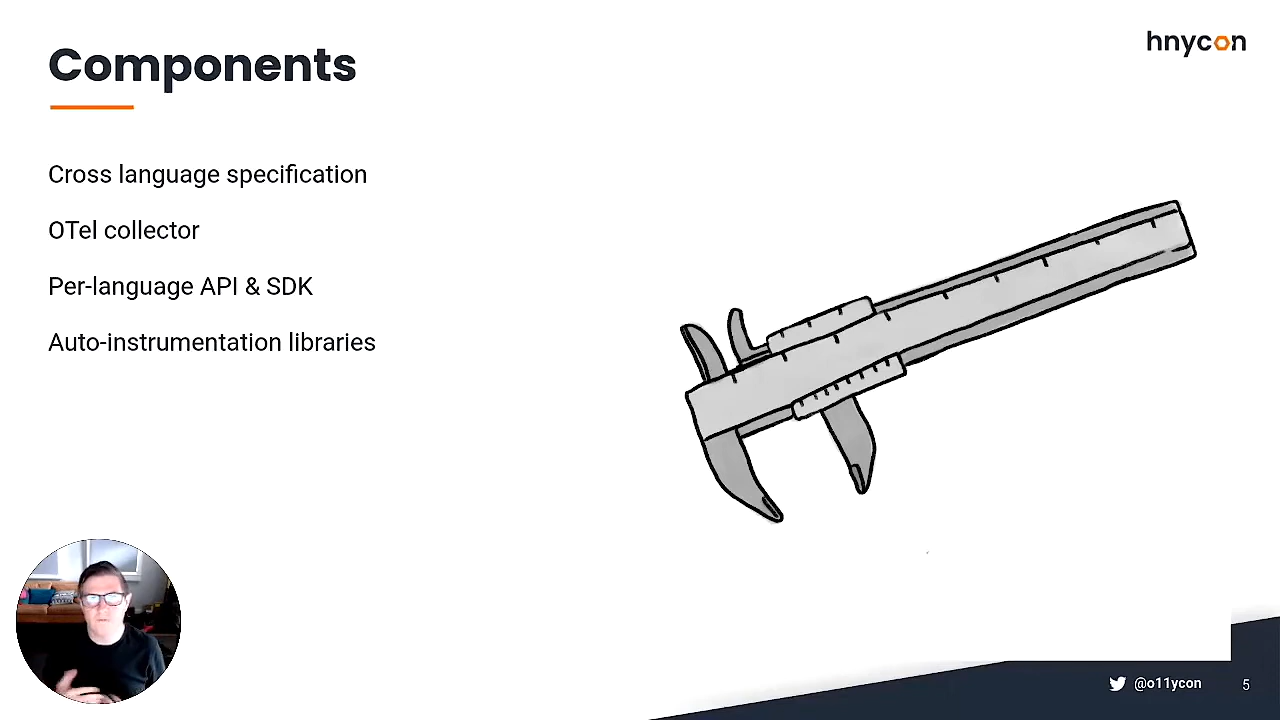 Components
hnycon
Cross language specification
OTel collector
Per-language API & SDK
Auto-instrumentation libraries
@o11ycon
5